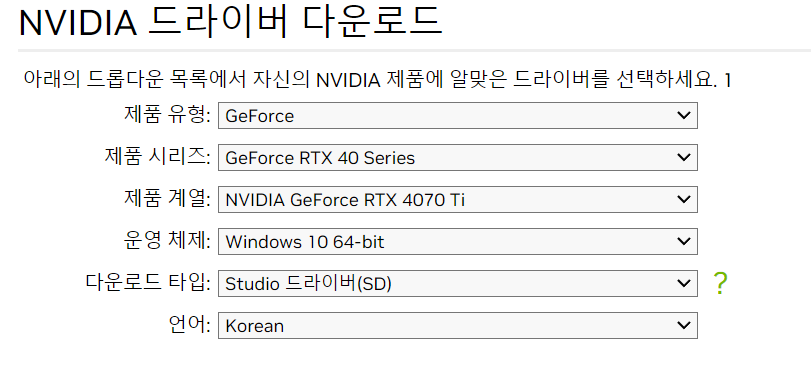 NVIDIA 드라이버 다운로드
아래의 드롭다운 목록에서 자신의 NVIDIA 제품에 알맞은 드라이버를 선택하세요. 1
제품 유형: GeForce
제품 시리즈: GeForce RTX 40 Series
제품 계열: NVIDIA GeForce RTX 4070 Ti
운영 체제: Windows 10 64-bit
다운로드 타입: Studio 드라이버(SD) ?
언어: Korean